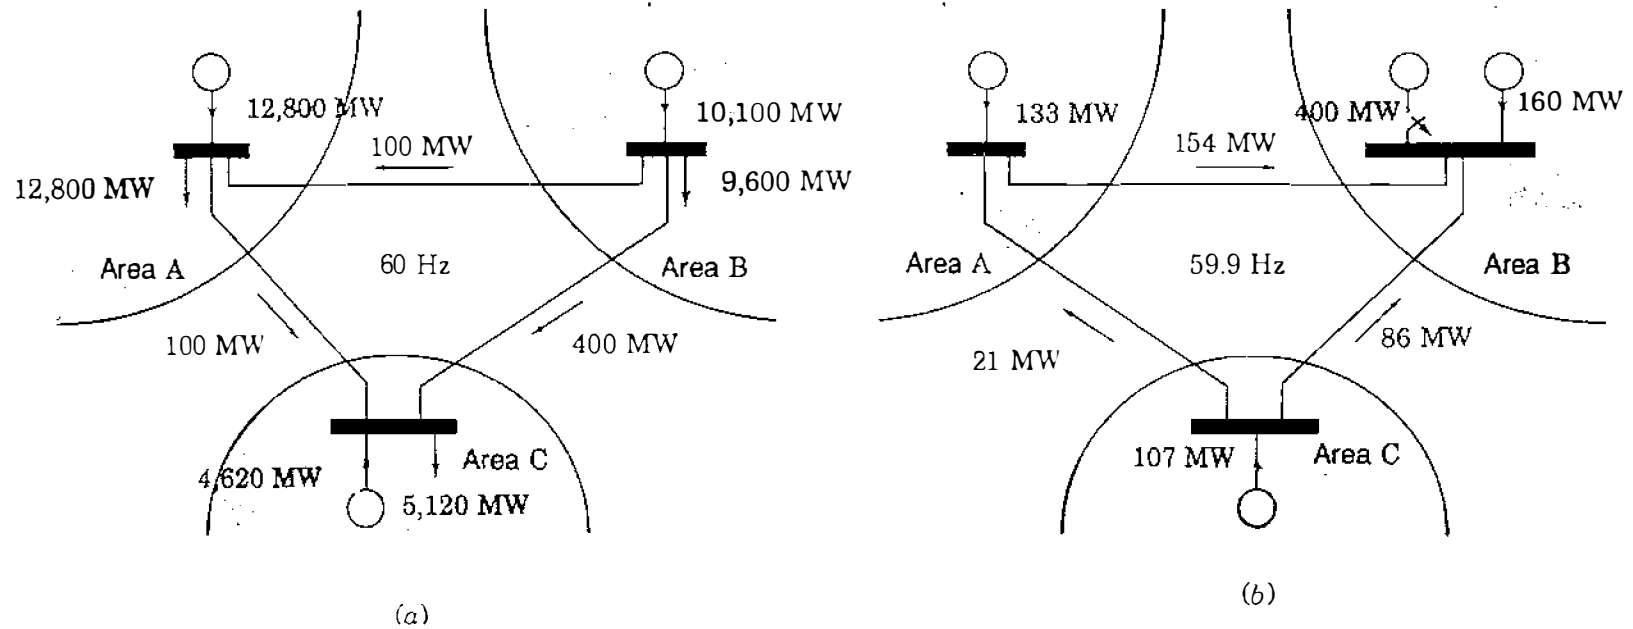 12,800 MW
10,100 MW
100 MW
12,800 MW
9,600 MW
Area A
60 Hz
Area B
100 MW
400 MW
4,620 MW
Area C
5,120 MW
(a)
133 MW
400 MW
160 MW
154 MW
Area A
59.9 Hz
Area B
21 MW
86 MW
107 MW
Area C
(b)